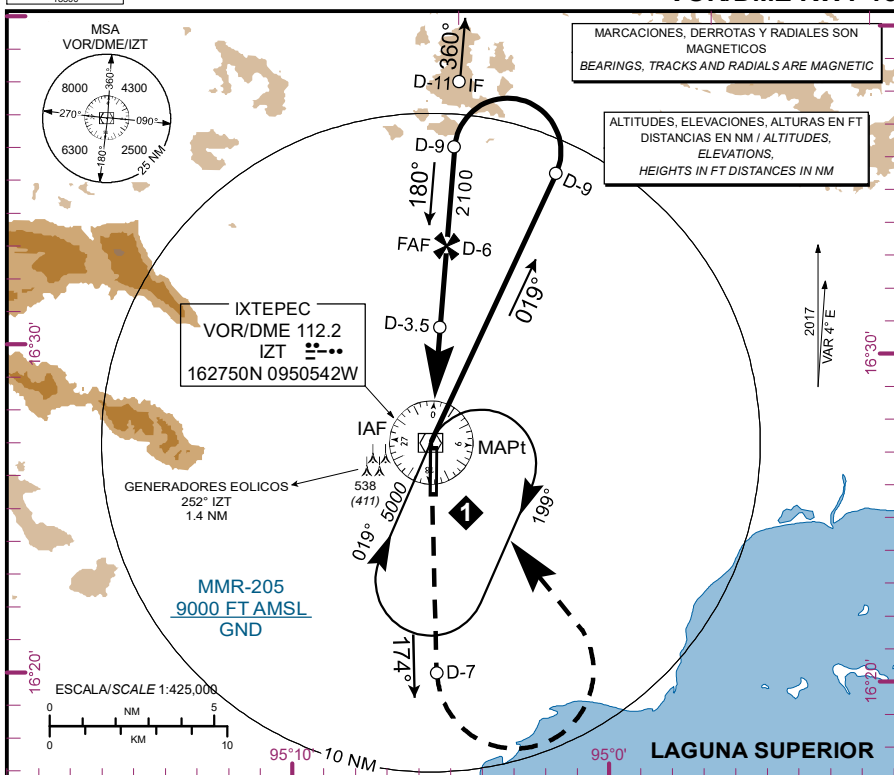 MSA
VOR/DME/IZT
360°
8000
4300
270°
090°
6300
2500
180°
25 NM
MARCACIONES, DERROTAS Y RADIALES SON
MAGNETICOS
BEARINGS, TRACKS AND RADIALS ARE MAGNETIC
ALTITUDES, ELEVACIONES, ALTURAS EN FT
DISTANCIAS EN NM / ALTITUDES,
ELEVATIONS,
HEIGHTS IN FT DISTANCES IN NM
360°
D-11
IF
D-9
D-9
180°
2100
FAF
D-6
D-3.5
019°
2017
VAR 4° E
16°30'
16°30'
IXTEPEC
VOR/DME 112.2
IZT
162750N 0950542W
IAF
MAPt
0
9
18
27
538
(411)
GENERADORES EOLICOS
252° IZT
1.4 NM
019°
5000
1
199°
MMR-205
9000 FT AMSL
GND
174°
D-7
16°20'
16°20'
ESCALA/SCALE 1:425,000
0
5
NM
KM
0
10
95°10'
10 NM
95°0'
LAGUNA SUPERIOR